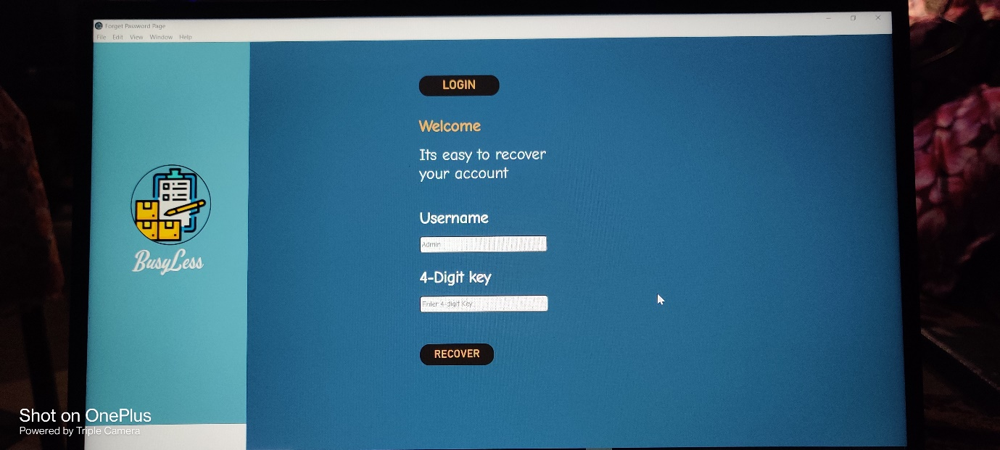 Forget Password Page
File Edit View Window Help
LOGIN
Welcome
Its easy to recover
your account
Username
Admin
4-Digit key
Enter 4-digit Key
RECOVER
BusyLess
Shot on OnePlus
Powered by Triple Camera